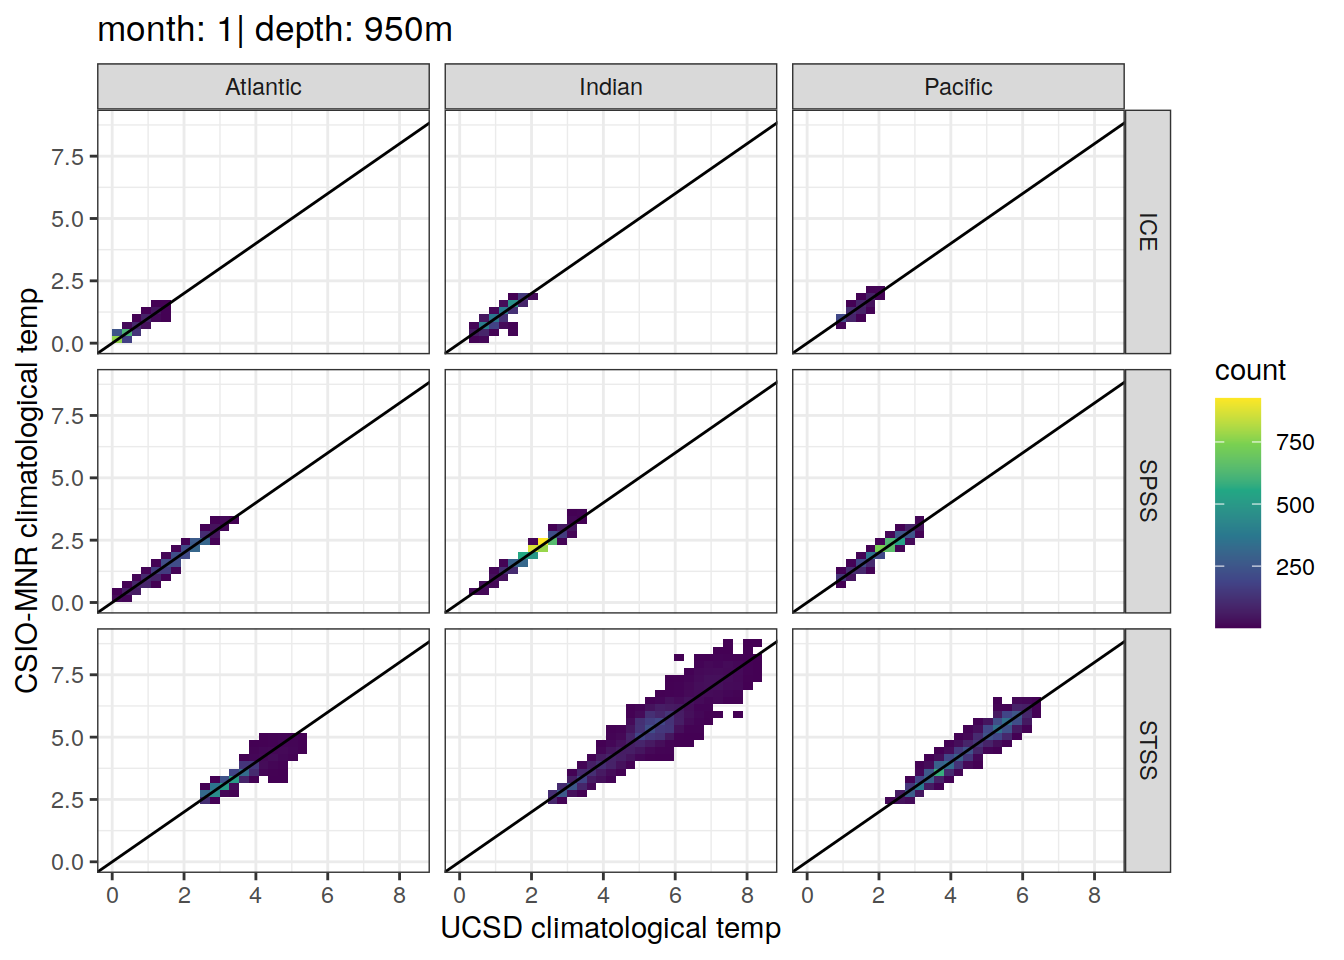 month: 1| depth: 950m
Atlantic
Indian
Pacific
7.5
5.0
2.5
0.0
ICE
7.5
5.0
2.5
0.0
SPSS
7.5
5.0
2.5
0.0
STSS
0 2 4 6 8
0 2 4 6 8
0 2 4 6 8
UCSD climatological temp
CSIO-MNR climatological temp
count
750
500
250